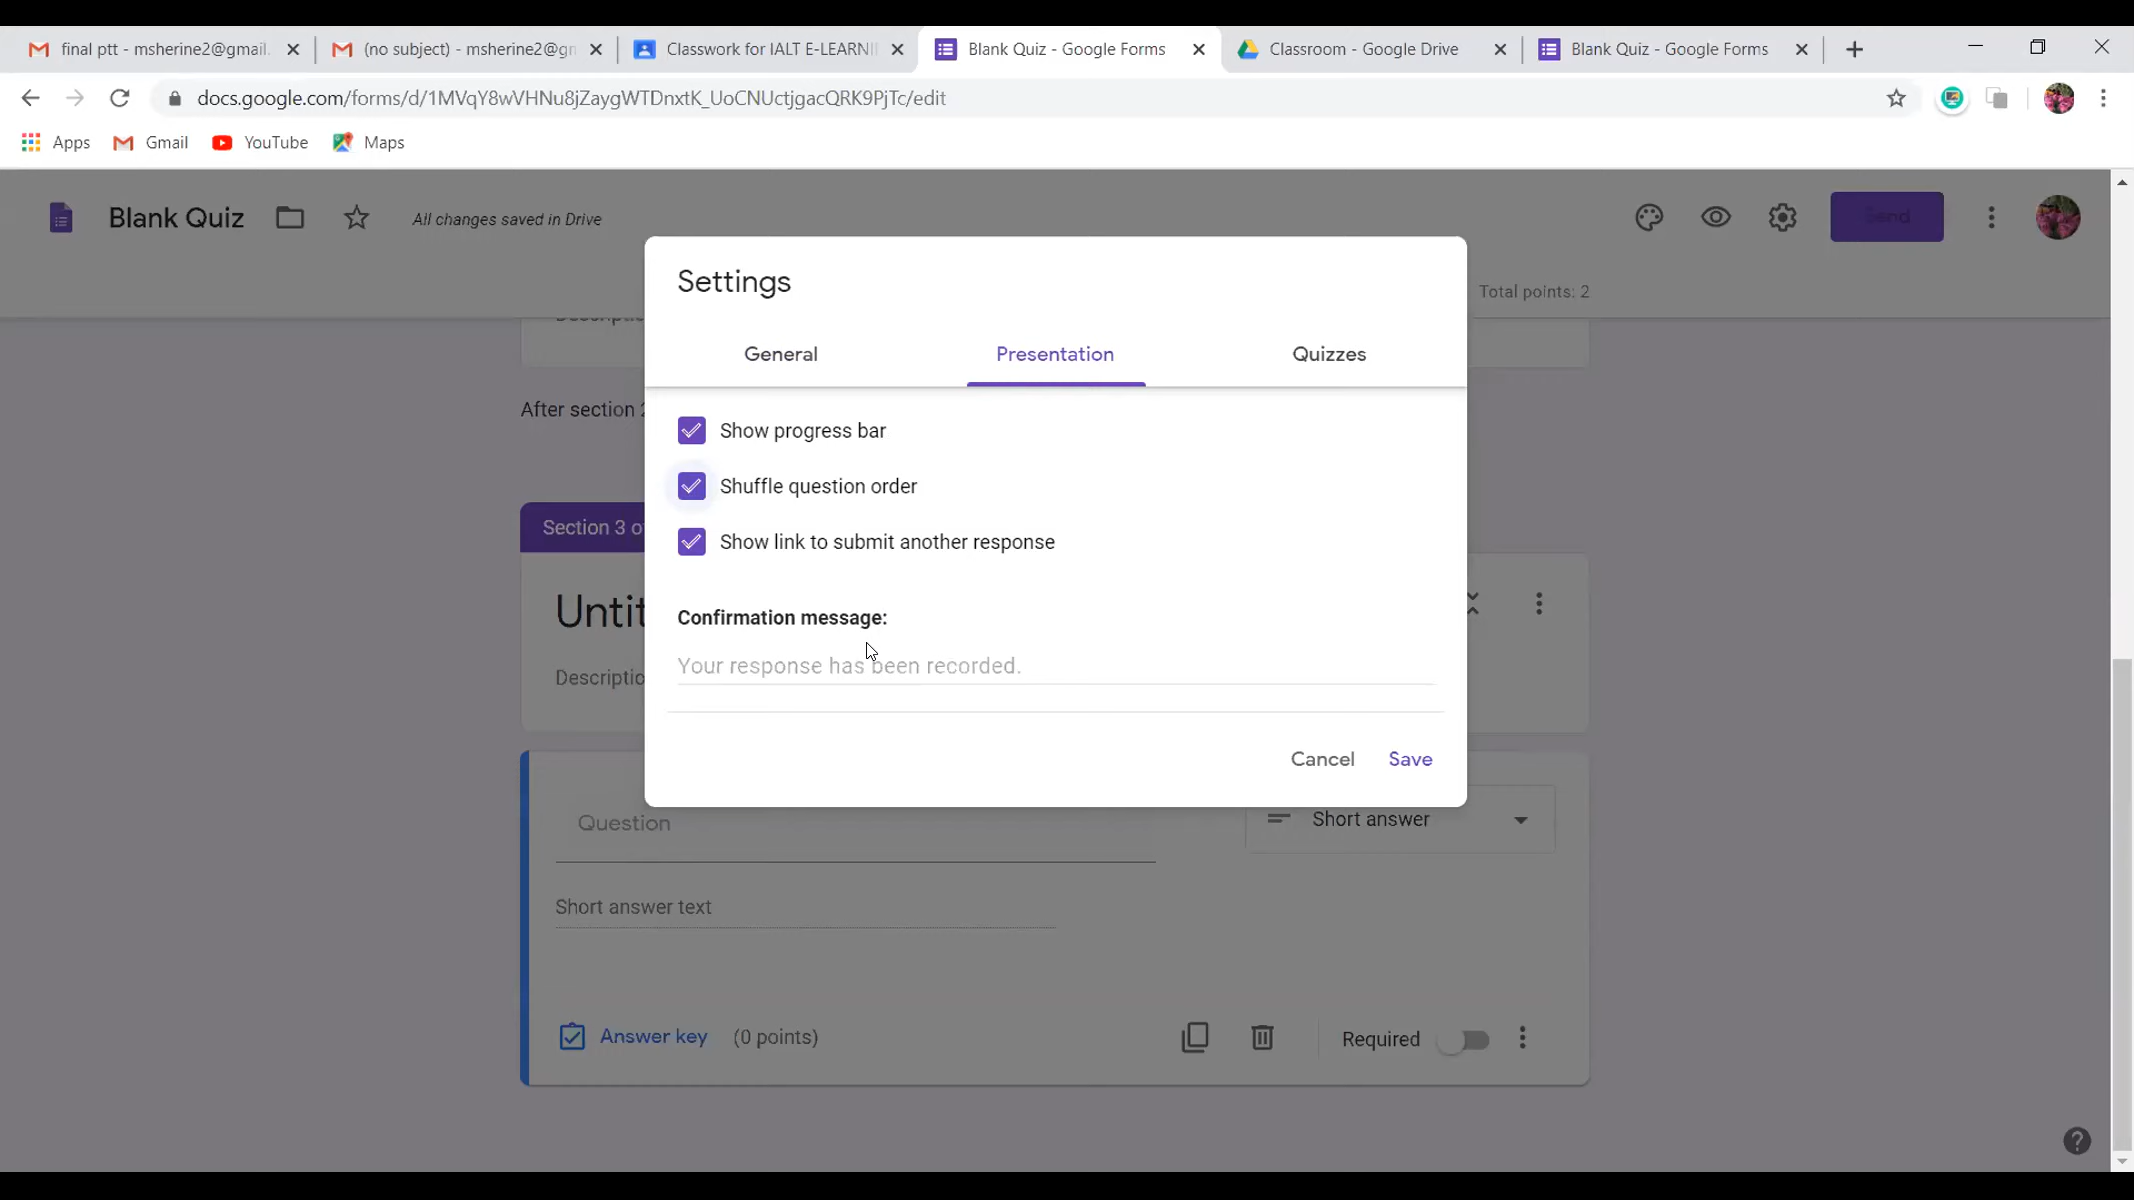 final ptt - msherine2@gmail.
(no subject) - msherine2@gm
Classwork for IALT E-LEARNI
Blank Quiz - Google Forms
Classroom - Google Drive
Blank Quiz - Google Forms
docs.google.com/forms/d/1MVqY8wVHNu8jZaygWTDnxtK_UoCNUctjgacQRK9PjTc/edit
Apps
Gmail
YouTube
Maps
Blank Quiz
All changes saved in Drive
Send
Settings
Total points: 2
General
Presentation
Quizzes
After section 2
Show progress bar
Shuffle question order
Section 3 o
Show link to submit another response
Untit
Confirmation message:
Your response has been recorded.
Descriptio
Cancel
Save
Question
Short answer
Short answer text
Answer key
(0 points)
Required